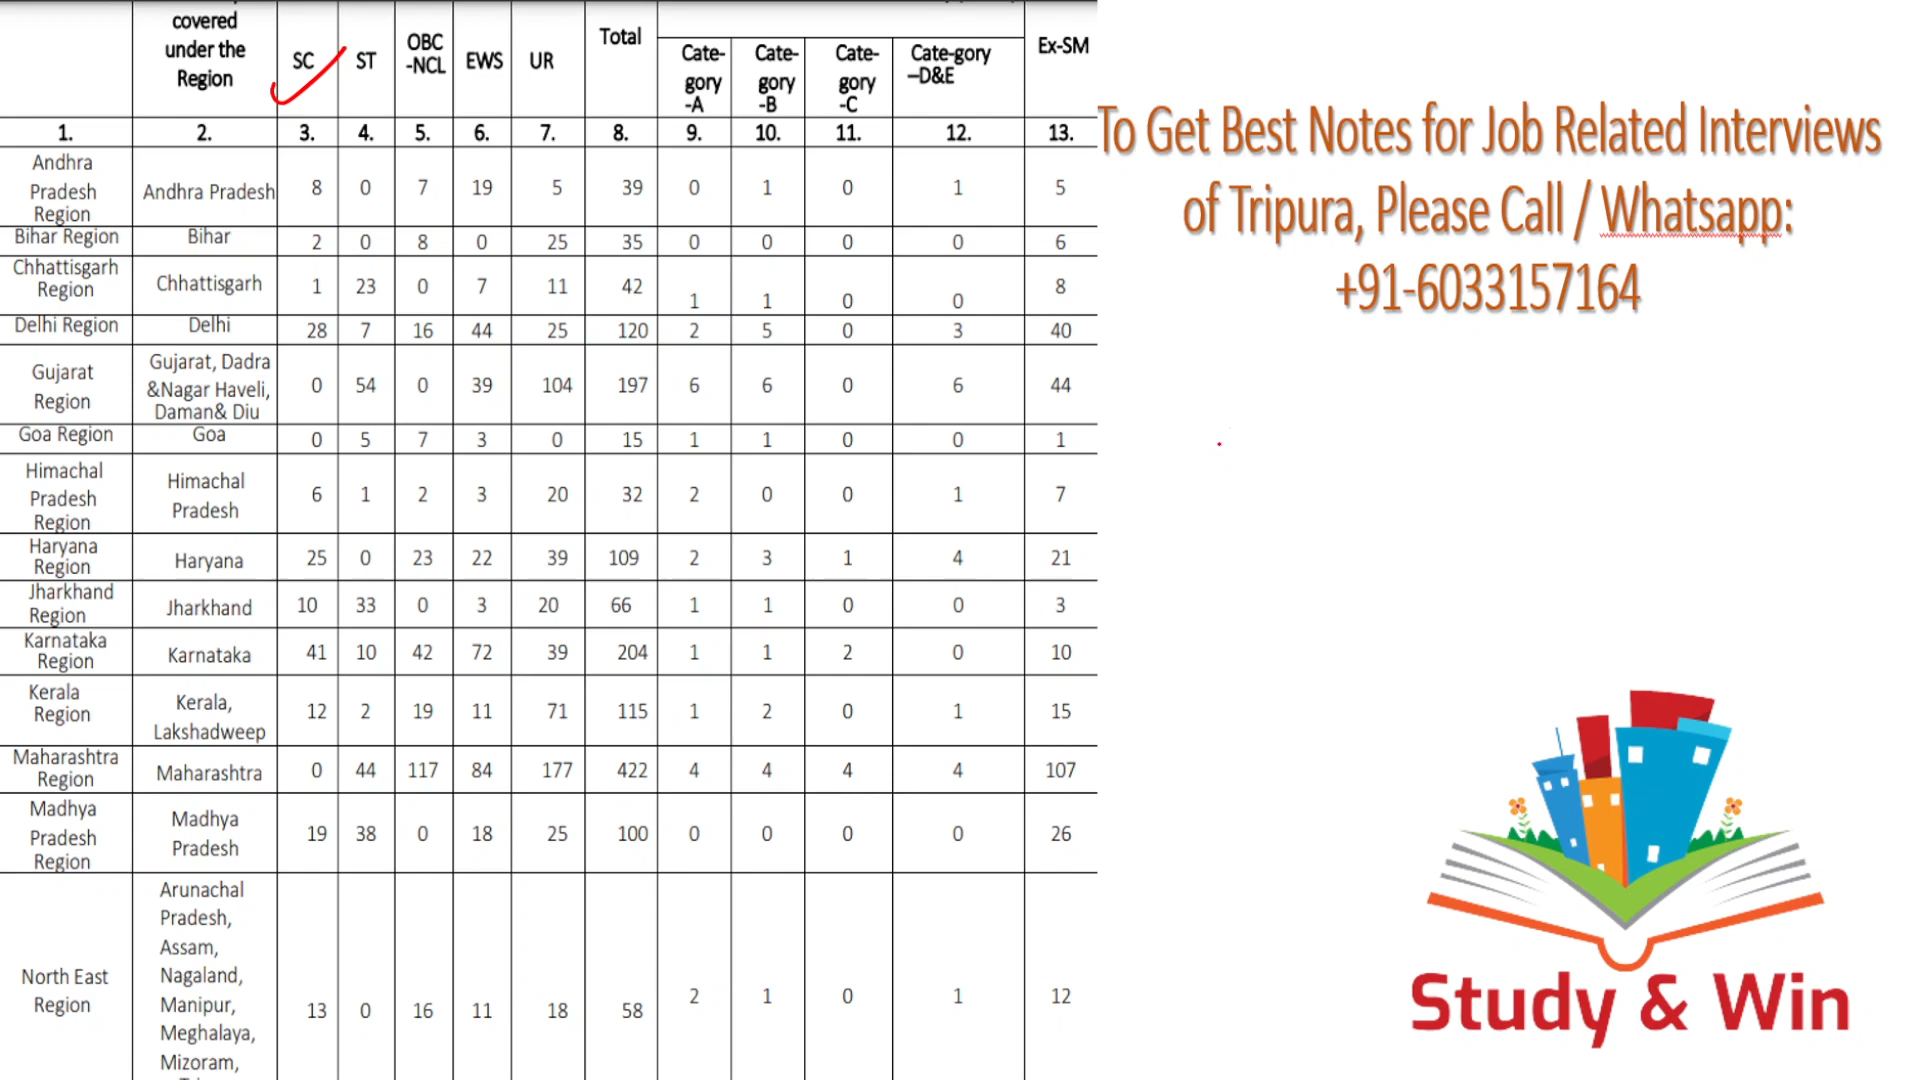 covered
under the
Region
SC
ST
OBC
-NCL
EWS
UR
Total
Cate-
gory
-A
Cate-
gory
-B
Cate-
gory
-C
Cate-gory
–D&E
Ex-SM
1. 2. 3. 4. 5. 6. 7. 8. 9. 10. 11. 12. 13.
Andhra
Pradesh
Region
Andhra Pradesh 8 0 7 19 5 39 0 1 0 1 5
Bihar Region Bihar 2 0 8 0 25 35 0 0 0 0 6
Chhattisgarh
Region
Chhattisgarh 1 23 0 7 11 42 1 1 0 0 8
Delhi Region Delhi 28 7 16 44 25 120 2 5 0 3 40
Gujarat
Region
Gujarat, Dadra
&Nagar Haveli,
Daman& Diu
0 54 0 39 104 197 6 6 0 6 44
Goa Region Goa 0 5 7 3 0 15 1 1 0 0 1
Himachal
Pradesh
Region
Himachal
Pradesh
6 1 2 3 20 32 2 0 0 1 7
Haryana
Region
Haryana 25 0 23 22 39 109 2 3 1 4 21
Jharkhand
Region
Jharkhand 10 33 0 3 20 66 1 1 0 0 3
Karnataka
Region
Karnataka 41 10 42 72 39 204 1 1 2 0 10
Kerala
Region
Kerala,
Lakshadweep
12 2 19 11 71 115 1 2 0 1 15
Maharashtra
Region
Maharashtra 0 44 117 84 177 422 4 4 4 4 107
Madhya
Pradesh
Region
Madhya
Pradesh
19 38 0 18 25 100 0 0 0 0 26
North East
Region
Arunachal
Pradesh,
Assam,
Nagaland,
Manipur,
Meghalaya,
Mizoram,
13 0 16 11 18 58 2 1 0 1 12
To Get Best Notes for Job Related Interviews
of Tripura, Please Call / Whatsapp:
+91-6033157164
Study & Win